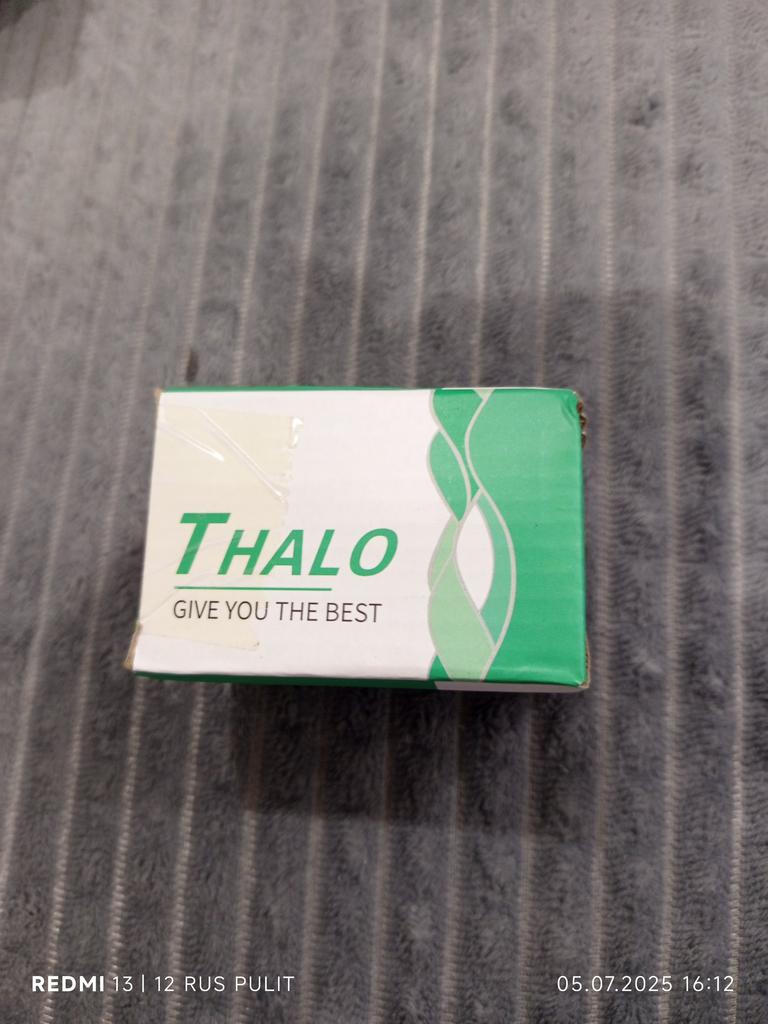 THALO
GIVE YOU THE BEST
REDMI 13 | 12 RUS PULIT
05.07.2025 16:12